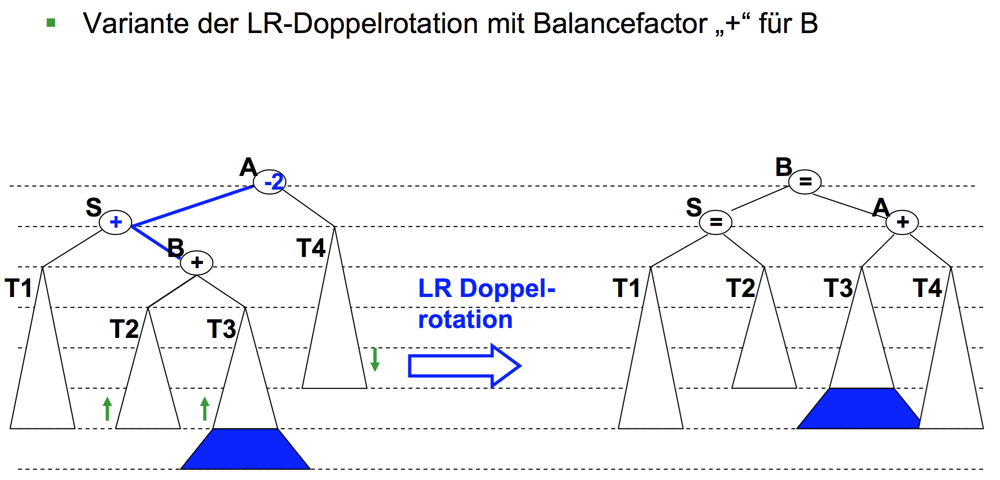 Variante der LR-Doppelrotation mit Balancefactor „+“ für B
A
-2
B
=
S
+
S
=
A
+
B
+
T4
T1
LR Doppel-
rotation
T1
T2
T3
T4
T2
T3